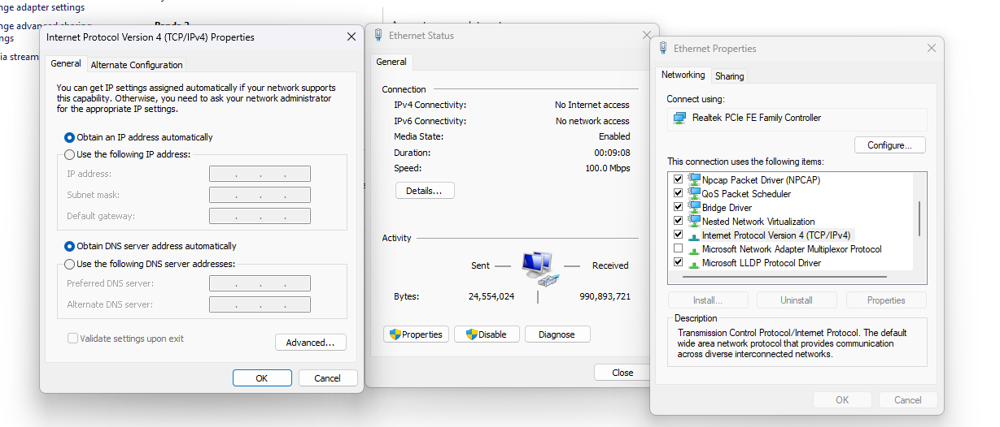 nge adapter settings
nge advanced sharing
ngs
ia stream
Internet Protocol Version 4 (TCP/IPv4) Properties
General
Alternate Configuration
You can get IP settings assigned automatically if your network supports
this capability. Otherwise, you need to ask your network administrator
for the appropriate IP settings.
Obtain an IP address automatically
Use the following IP address:
IP address:
Subnet mask:
Default gateway:
Obtain DNS server address automatically
Use the following DNS server addresses:
Preferred DNS server:
Alternate DNS server:
Validate settings upon exit
Advanced...
OK
Cancel
Ethernet Status
General
Connection
IPv4 Connectivity: No Internet access
IPv6 Connectivity: No network access
Media State: Enabled
Duration: 00:09:08
Speed: 100.0 Mbps
Details...
Activity
Sent
Received
Bytes: 24,554,024 990,893,721
Properties
Disable
Diagnose
Close
Ethernet Properties
Networking
Sharing
Connect using:
Realtek PCIe FE Family Controller
Configure...
This connection uses the following items:
Npcap Packet Driver (NPCAP)
QoS Packet Scheduler
Bridge Driver
Nested Network Virtualization
Internet Protocol Version 4 (TCP/IPv4)
Microsoft Network Adapter Multiplexor Protocol
Microsoft LLDP Protocol Driver
Install...
Uninstall
Properties
Description
Transmission Control Protocol/Internet Protocol. The default
wide area network protocol that provides communication
across diverse interconnected networks.
OK
Cancel